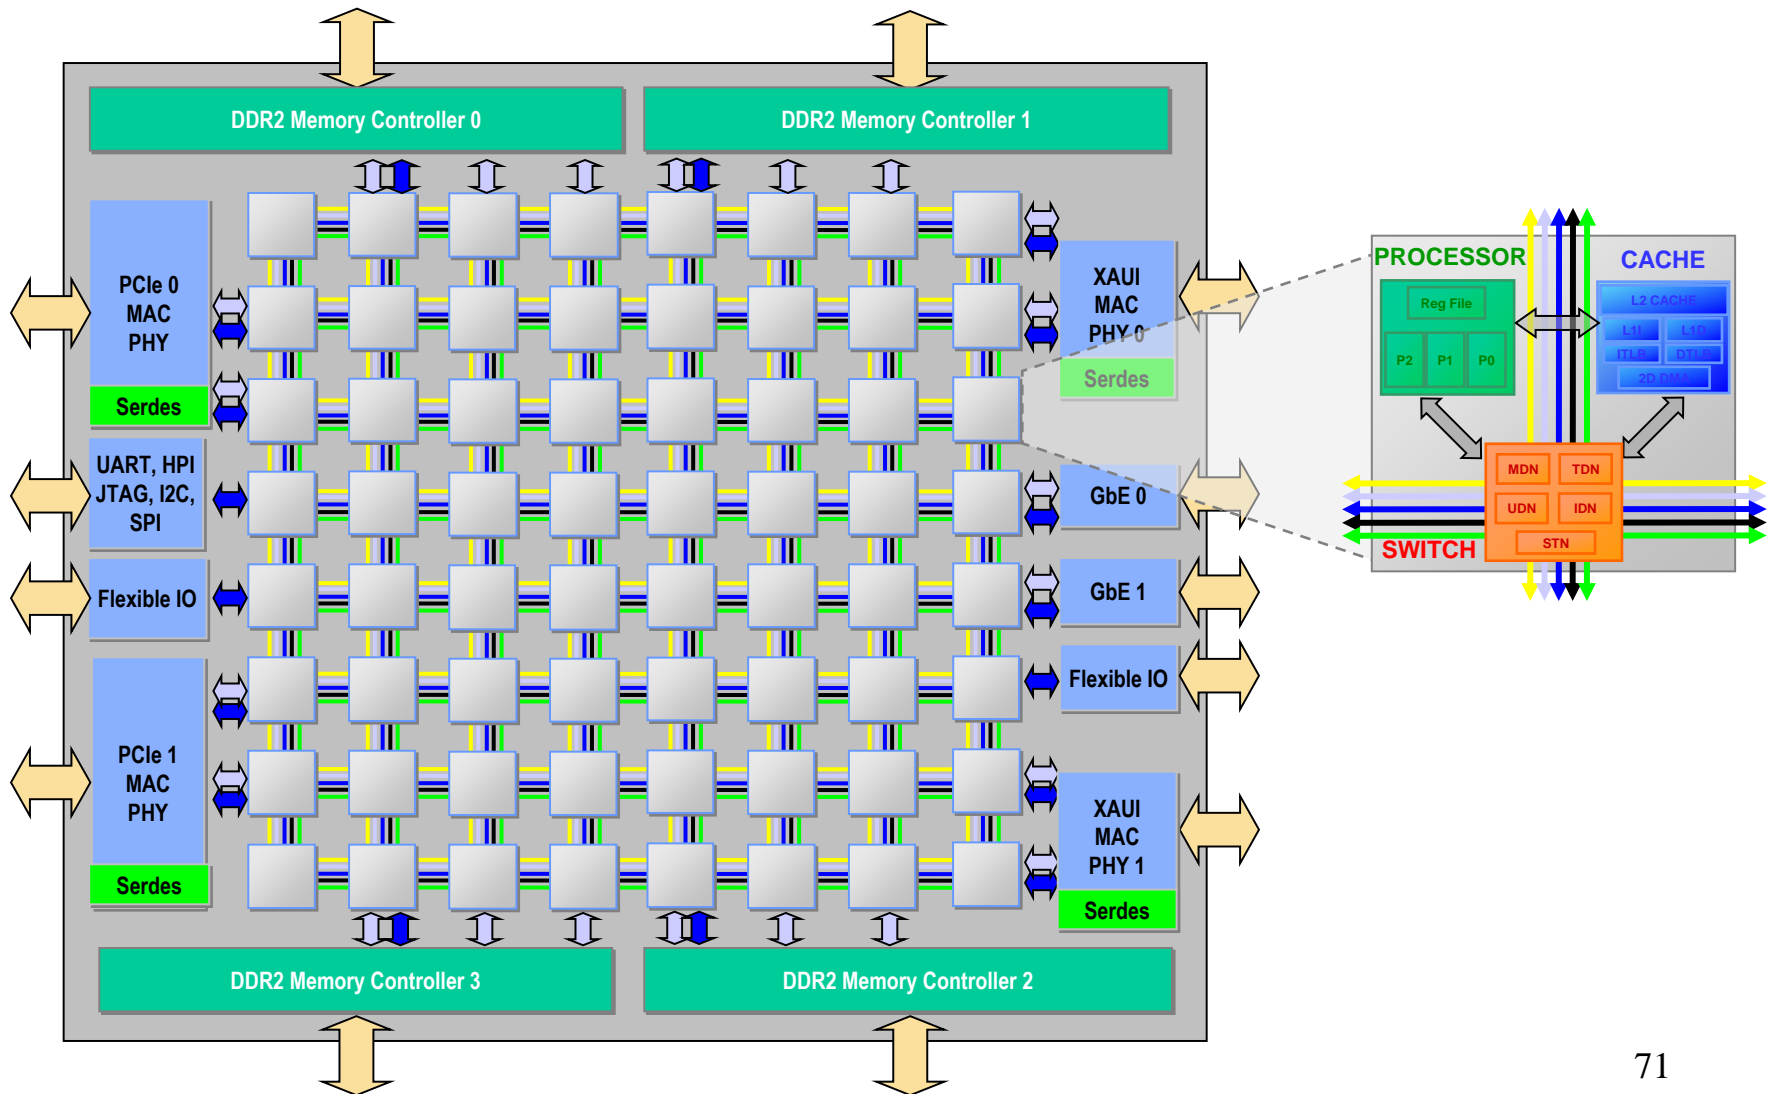 DDR2 Memory Controller 0
DDR2 Memory Controller 1
PCIe 0
MAC
PHY
Serdes
UART, HPI
JTAG, I2C,
SPI
Flexible IO
PCIe 1
MAC
PHY
Serdes
XAUI
MAC
PHY 0
Serdes
GbE 0
GbE 1
Flexible IO
XAUI
MAC
PHY 1
Serdes
DDR2 Memory Controller 3
DDR2 Memory Controller 2
PROCESSOR
Reg File
P2 P1 P0
CACHE
L2 CACHE
L1I L1D
ITLB DTLB
2D DMA
MDN TDN
UDN IDN
STN
SWITCH
71